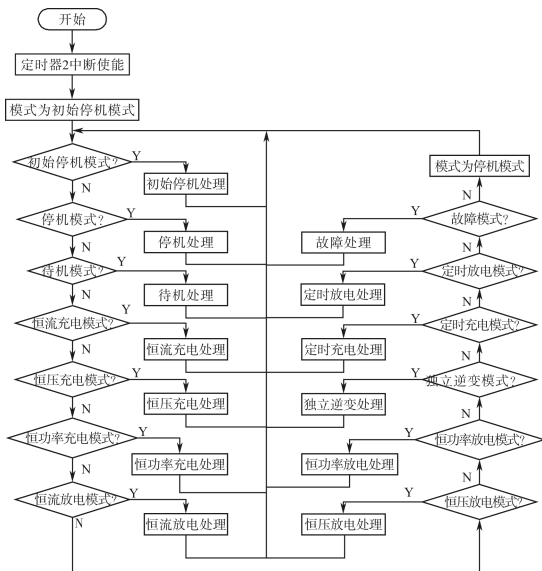 开始
定时器2中断使能
模式为初始停机模式
初始停机模式?
Y
初始停机处理
N
停机模式?
Y
停机处理
N
待机模式?
Y
待机处理
N
恒流充电模式?
Y
恒流充电处理
N
恒压充电模式?
Y
恒压充电处理
N
恒功率充电模式?
Y
恒功率充电处理
N
恒流放电模式?
Y
恒流放电处理
N
恒压放电模式?
Y
恒压放电处理
N
恒功率放电模式?
Y
恒功率放电处理
N
独立逆变模式?
Y
独立逆变处理
N
定时充电模式?
Y
定时充电处理
N
定时放电模式?
Y
定时放电处理
N
故障模式?
Y
故障处理
N
模式为停机模式